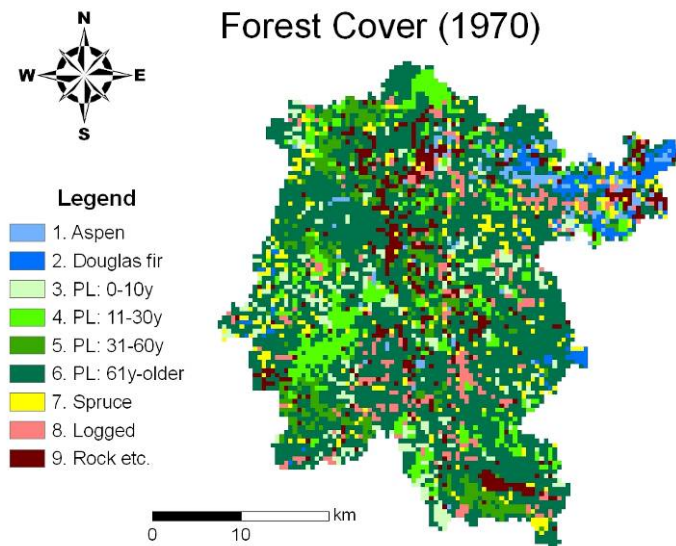 Forest Cover (1970)
N
W E
S
Legend
1. Aspen
2. Douglas fir
3. PL: 0-10y
4. PL: 11-30y
5. PL: 31-60y
6. PL: 61y-older
7. Spruce
8. Logged
9. Rock etc.
km
0 10